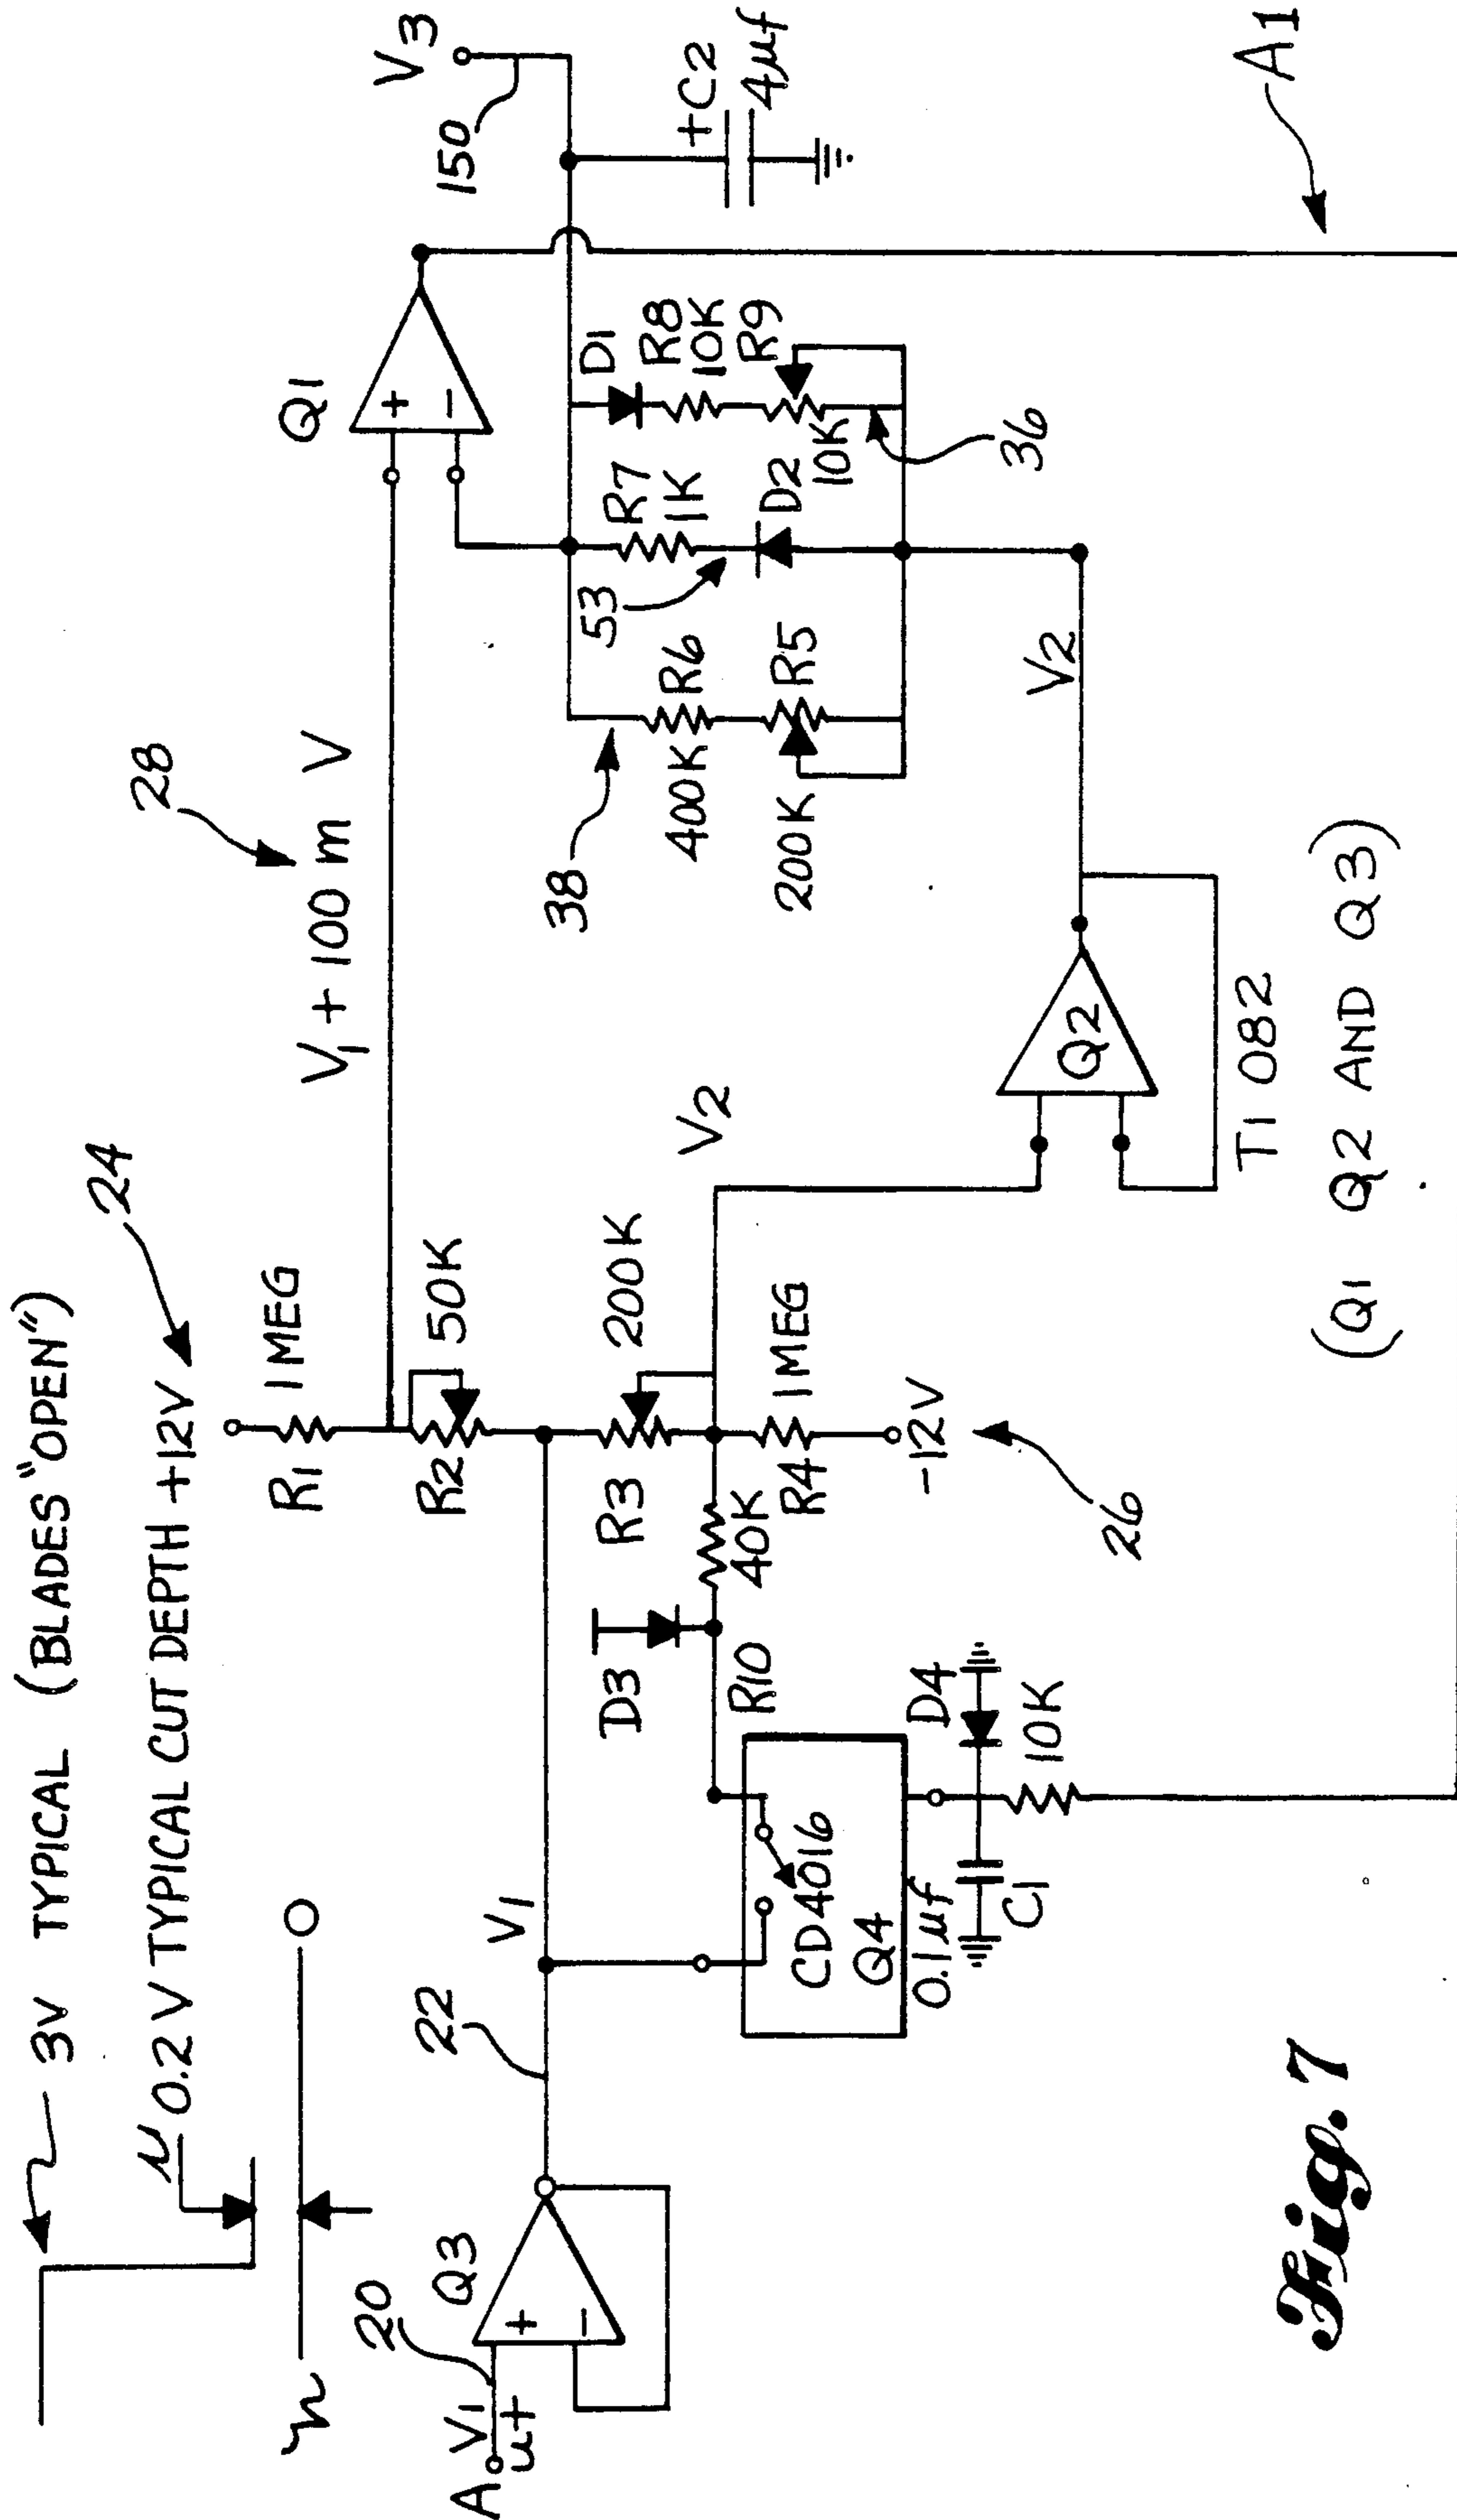 3V TYPICAL (BLADES "OPEN")
0.2 V TYPICAL CUT DEPTH +12V
24
28
V1 + 100 m V
20
V1
A out
Q3
+
−
22
V1
R1
1MEG
R2
50K
R3
200K
V2
R4
1MEG
-12V
26
D3
R10
40K
CD4016
Q4
D4
0.1µf
C1
10K
Q2
V2
TI 082
(Q1 Q2 AND Q3)
Q1
+
−
38
R6
400K
R5
200K
53
R7
1K
D2
D1
R8
10K
R9
10K
36
150
V3
+C2
4µf
A1
Fig. 7